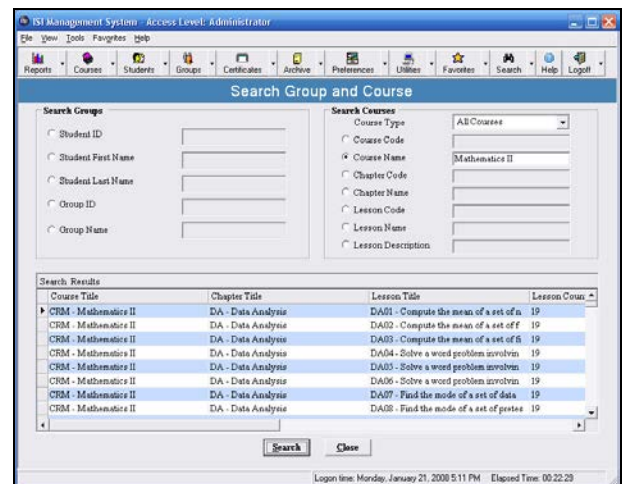 ISI Management System - Access Level: Administrator
File View Tools Favorites Help
Reports Courses Students Groups Certificates Archive Preferences Utilities Favorites Search Help Logoff
Search Group and Course
Search Groups
Student ID
Student First Name
Student Last Name
Group ID
Group Name
Search Courses
Course Type All Courses
Course Code
Course Name Mathematics II
Chapter Code
Chapter Name
Lesson Code
Lesson Name
Lesson Description
Search Results
Course Title Chapter Title Lesson Title Lesson Coun
CRM - Mathematics II DA - Data Analysis DA01 - Compute the mean of a set of n 19
CRM - Mathematics II DA - Data Analysis DA02 - Compute the mean of a set of f 19
CRM - Mathematics II DA - Data Analysis DA03 - Compute the mean of a set of fi 19
CRM - Mathematics II DA - Data Analysis DA04 - Solve a word problem involvin 19
CRM - Mathematics II DA - Data Analysis DA05 - Solve a word problem involvin 19
CRM - Mathematics II DA - Data Analysis DA06 - Solve a word problem involvin 19
CRM - Mathematics II DA - Data Analysis DA07 - Find the mode of a set of data 19
CRM - Mathematics II DA - Data Analysis DA08 - Find the mode of a set of pretes 19
Search Close
Logon time: Monday, January 21, 2008 5:11 PM Elapsed Time: 00:22:29